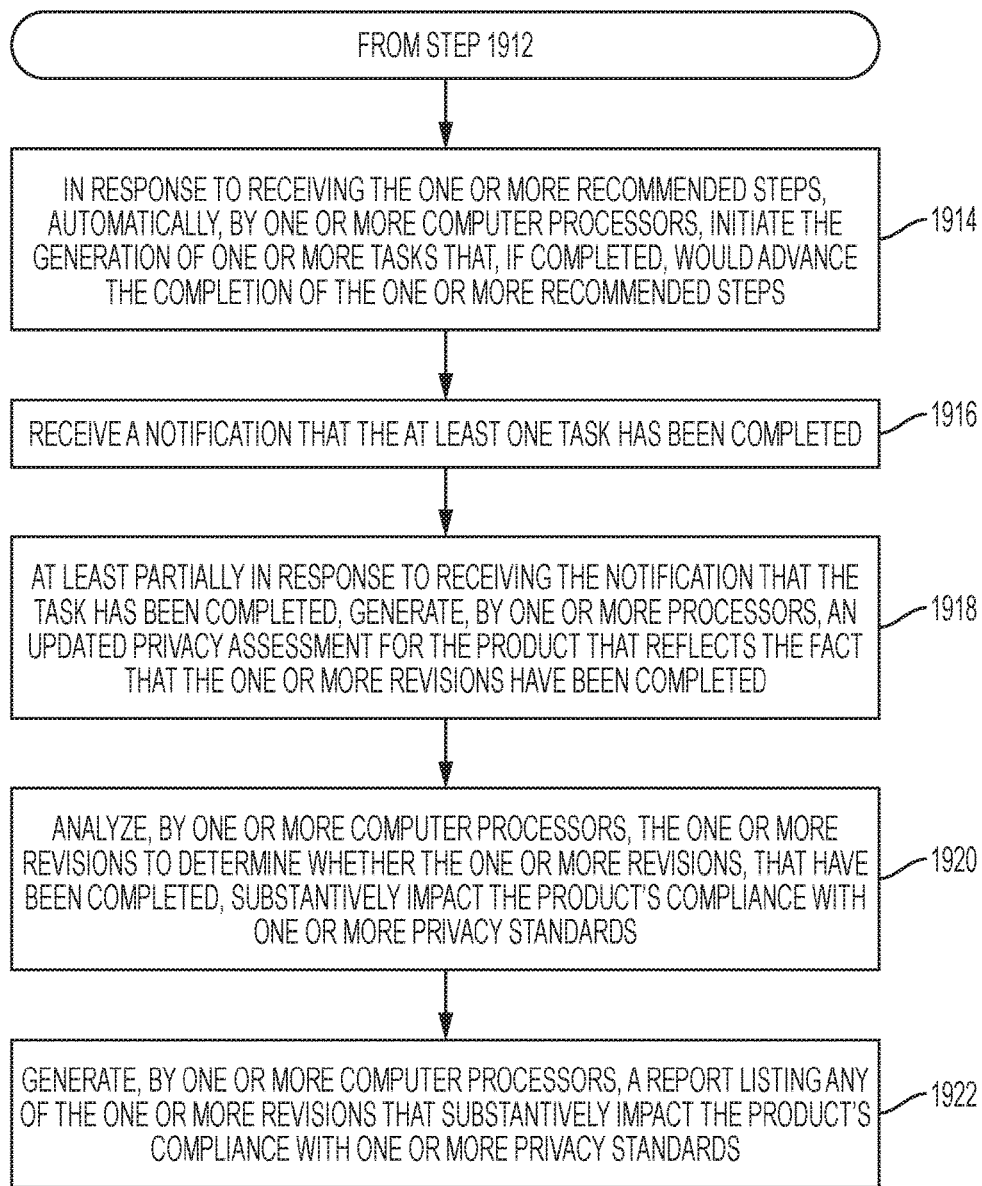 FROM STEP 1912
IN RESPONSE TO RECEIVING THE ONE OR MORE RECOMMENDED STEPS,
AUTOMATICALLY, BY ONE OR MORE COMPUTER PROCESSORS, INITIATE THE
GENERATION OF ONE OR MORE TASKS THAT, IF COMPLETED, WOULD ADVANCE
THE COMPLETION OF THE ONE OR MORE RECOMMENDED STEPS
1914
RECEIVE A NOTIFICATION THAT THE AT LEAST ONE TASK HAS BEEN COMPLETED
1916
AT LEAST PARTIALLY IN RESPONSE TO RECEIVING THE NOTIFICATION THAT THE
TASK HAS BEEN COMPLETED, GENERATE, BY ONE OR MORE PROCESSORS, AN
UPDATED PRIVACY ASSESSMENT FOR THE PRODUCT THAT REFLECTS THE FACT
THAT THE ONE OR MORE REVISIONS HAVE BEEN COMPLETED
1918
ANALYZE, BY ONE OR MORE COMPUTER PROCESSORS, THE ONE OR MORE
REVISIONS TO DETERMINE WHETHER THE ONE OR MORE REVISIONS, THAT HAVE
BEEN COMPLETED, SUBSTANTIVELY IMPACT THE PRODUCT'S COMPLIANCE WITH
ONE OR MORE PRIVACY STANDARDS
1920
GENERATE, BY ONE OR MORE COMPUTER PROCESSORS, A REPORT LISTING ANY
OF THE ONE OR MORE REVISIONS THAT SUBSTANTIVELY IMPACT THE PRODUCT'S
COMPLIANCE WITH ONE OR MORE PRIVACY STANDARDS
1922